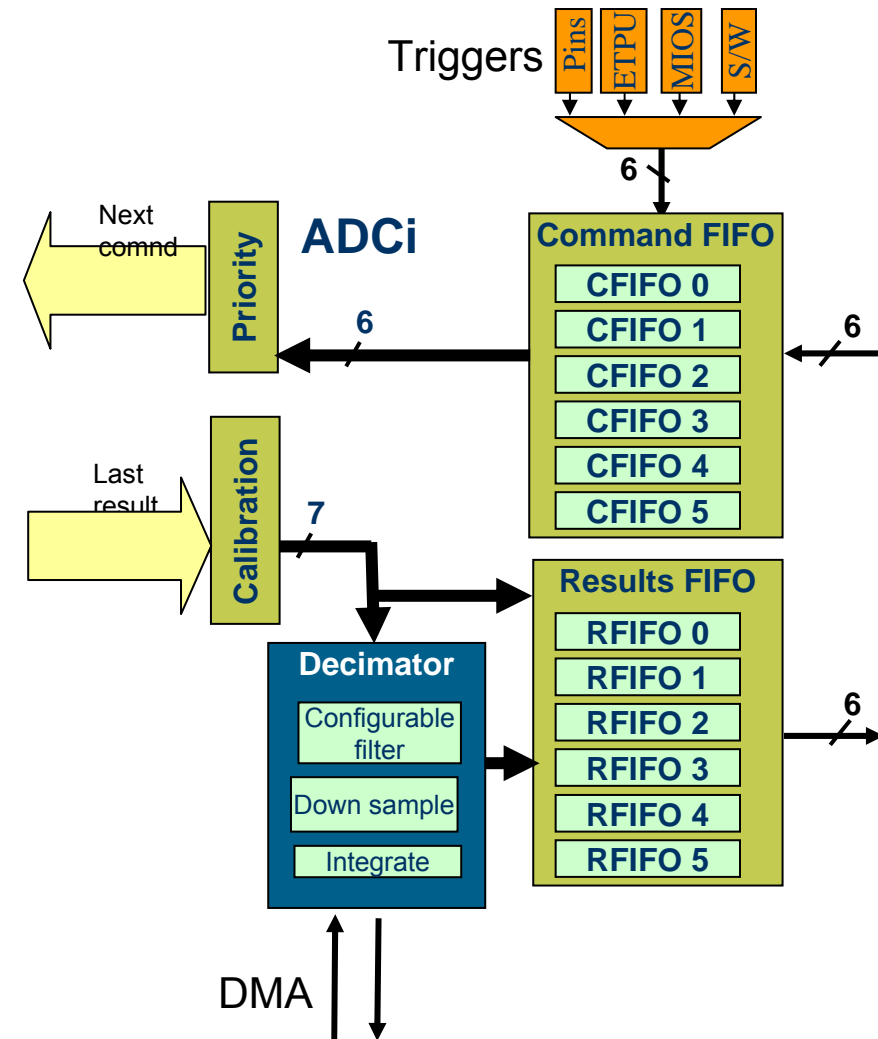 Triggers
Pins
ETPU
MIOS
S/W
6
Next
comnd
Priority
ADCi
6
Command FIFO
CFIFO 0
CFIFO 1
CFIFO 2
CFIFO 3
CFIFO 4
CFIFO 5
6
Last
result
Calibration
7
Results FIFO
RFIFO 0
RFIFO 1
RFIFO 2
RFIFO 3
RFIFO 4
RFIFO 5
6
Decimator
Configurable
filter
Down sample
Integrate
DMA